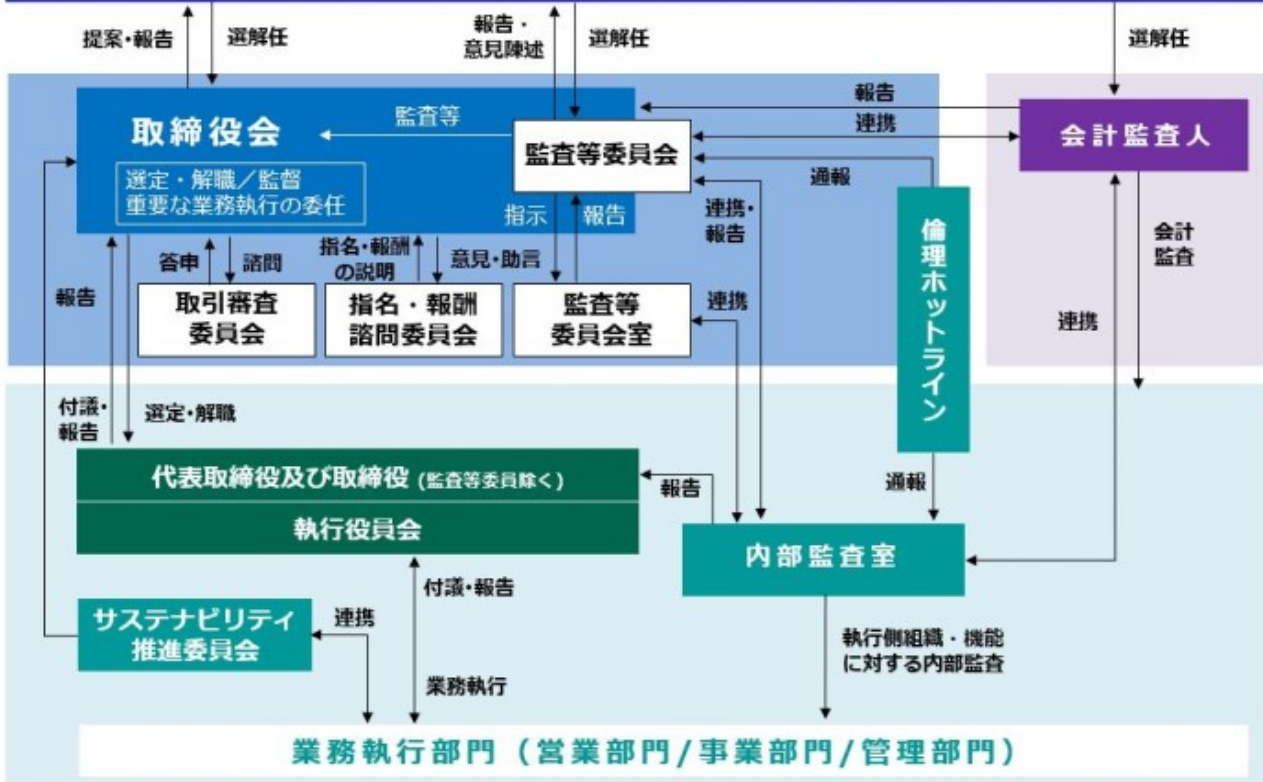 提案・報告
選解任
報告・
意見陳述
選解任
選解任
取締役会
監査等
選定・解職／監督
重要な業務執行の委任
監査等委員会
報告
連携
会計監査人
通報
指示
報告
連携・
報告
倫理ホットライン
会計
監査
答申
諮問
指名・報酬
の説明
意見・助言
報告
取引審査
委員会
指名・報酬
諮問委員会
監査等
委員会室
連携
連携
付議・
報告
選定・解職
代表取締役及び取締役 (監査等委員除く)
執行役員会
報告
通報
内部監査室
付議・報告
サステナビリティ
推進委員会
連携
業務執行
執行側組織・機能
に対する内部監査
業務執行部門（営業部門/事業部門/管理部門）